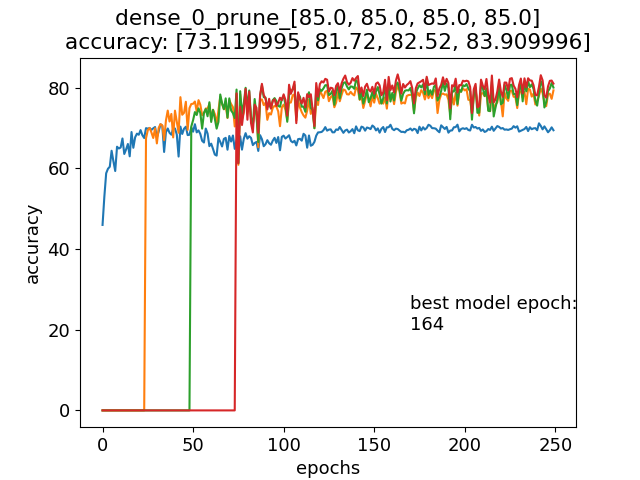 dense_0_prune_[85.0, 85.0, 85.0, 85.0]
accuracy: [73.119995, 81.72, 82.52, 83.909996]
80
60
40
20
0
accuracy
best model epoch:
164
0 50 100 150 200 250
epochs